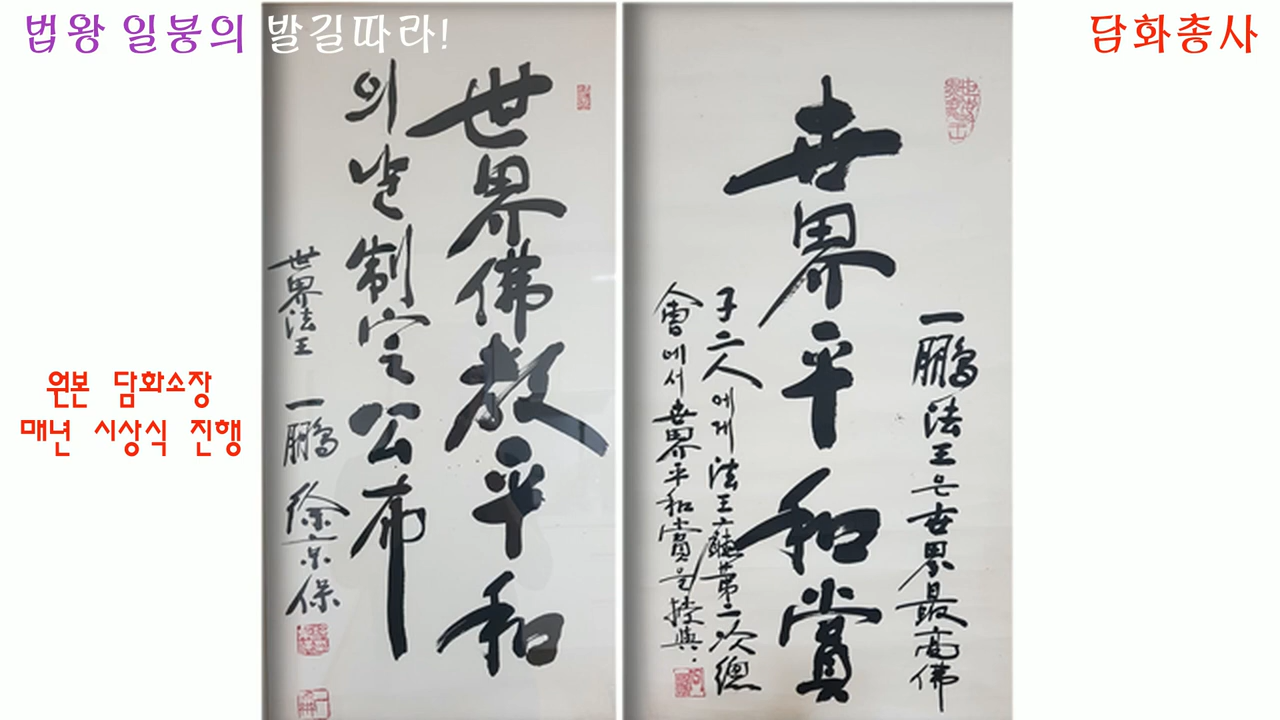 법왕 일붕의 발길따라!
담화총사
원본 담화소장
매년 시상식 진행
世界佛敎平和
의날制定公布
世界法王 一鵬 徐京保
世界平和賞
一鵬法王은世界最高佛
子二人에게法王廳第二次總
會에서世界平和賞을授與.